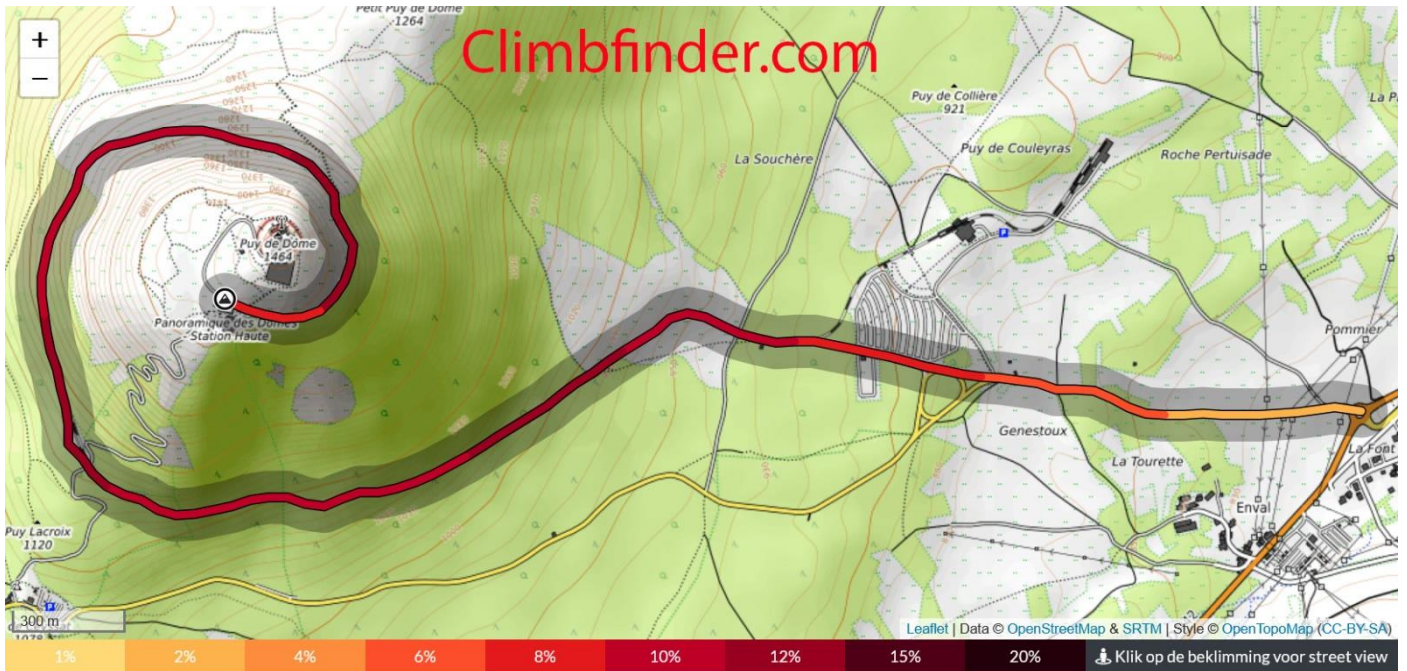 Petit Puy de Dôme
1264
Climbfinder.com
+
−
Puy de Collière
921
La Souchère
Puy de Couleyras
Roche Pertuisade
Puy de Dôme
1464
P
Panoramique des Dômes
- Station Haute
Pommier
Genestoux
La Tourette
La Font
Enval
Puy Lacroix
1120
P
300 m
1078
Leaflet | Data © OpenStreetMap & SRTM | Style © OpenTopoMap (CC-BY-SA)
1% 2% 4% 6% 8% 10% 12% 15% 20% Klik op de beklimming voor street view